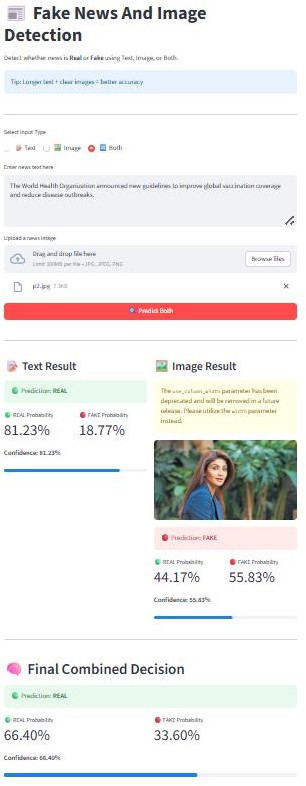 Fake News And Image
Detection
Detect whether news is Real or Fake using Text, Image, or Both.
Tip: Longer text + clear images = better accuracy
Select Input Type
Text
Image
Both
Enter news text here
The World Health Organization announced new guidelines to improve global vaccination coverage
and reduce disease outbreaks.
Upload a news image
Drag and drop file here
Limit 200MB per file • JPG, JPEG, PNG
Browse files
p2.jpg 7.3KB
Predict Both
Text Result
Prediction: REAL
REAL Probability
FAKE Probability
81.23%
18.77%
Confidence: 81.23%
Image Result
The use_column_width parameter has been
deprecated and will be removed in a future
release. Please utilize the width parameter
instead.
Prediction: FAKE
REAL Probability
FAKE Probability
44.17%
55.83%
Confidence: 55.83%
Final Combined Decision
Prediction: REAL
REAL Probability
FAKE Probability
66.40%
33.60%
Confidence: 66.40%